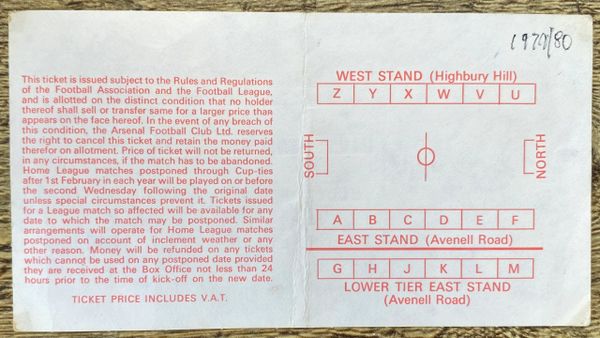 This ticket is issued subject to the Rules and Regulations
of the Football Association and the Football League,
and is allotted on the distinct condition that no holder
thereof shall sell or transfer same for a larger price than
appears on the face hereof. In the event of any breach of
this condition, the Arsenal Football Club Ltd. reserves
the right to cancel this ticket and retain the money paid
therefor on allotment. Price of ticket will not be returned,
in any circumstances, if the match has to be abandoned.
Home League matches postponed through Cup-ties
after 1st February in each year will be played on or before
the second Wednesday following the original date
unless special circumstances prevent it. Tickets issued
for a League match so affected will be available for any
date to which the match may be postponed. Similar
arrangements will operate for Home League matches
postponed on account of inclement weather or any
other reason. Money will be refunded on any tickets
which cannot be used on any postponed date provided
they are received at the Box Office not less than 24
hours prior to the time of kick-off on the new date.
TICKET PRICE INCLUDES V.A.T.
1979/80
WEST STAND (Highbury Hill)
Z Y X W V U
SOUTH
NORTH
A B C D E F
EAST STAND (Avenell Road)
G H J K L M
LOWER TIER EAST STAND
(Avenell Road)